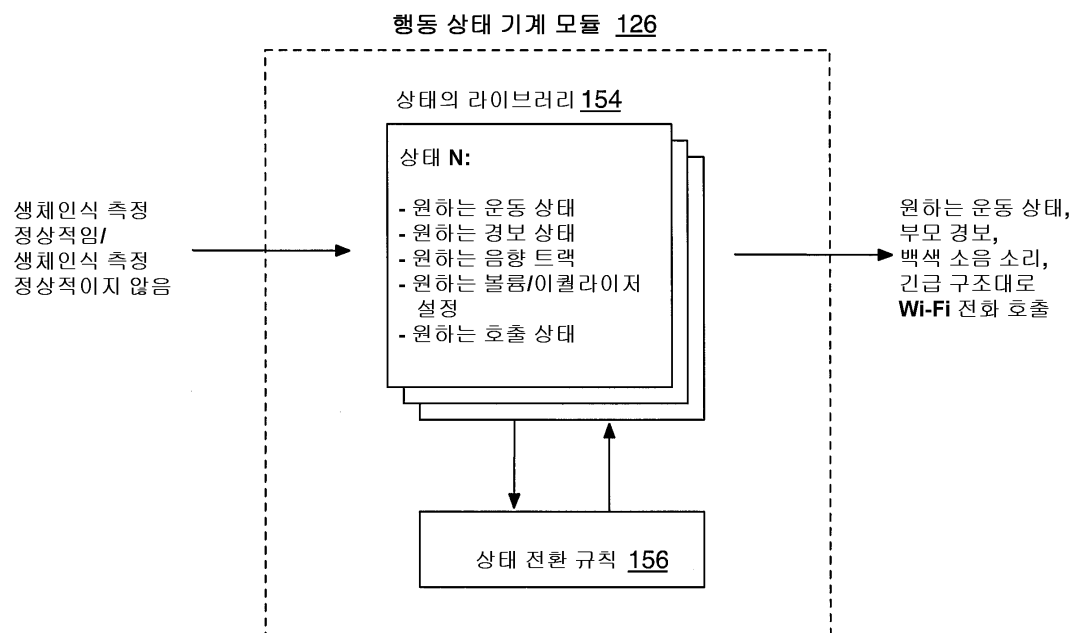 행동 상태 기계 모듈 126
상태의 라이브러리 154
상태 N:
- 원하는 운동 상태
- 원하는 경보 상태
- 원하는 음향 트랙
- 원하는 볼륨/이퀄라이저
설정
- 원하는 호출 상태
생체인식 측정
정상적임/
생체인식 측정
정상적이지 않음
원하는 운동 상태,
부모 경보,
백색 소음 소리,
긴급 구조대로
Wi-Fi 전화 호출
상태 전환 규칙 156